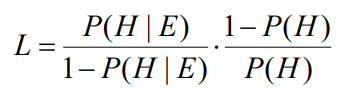 L = P(H | E) / 1 − P(H | E) · 1 − P(H) / P(H)